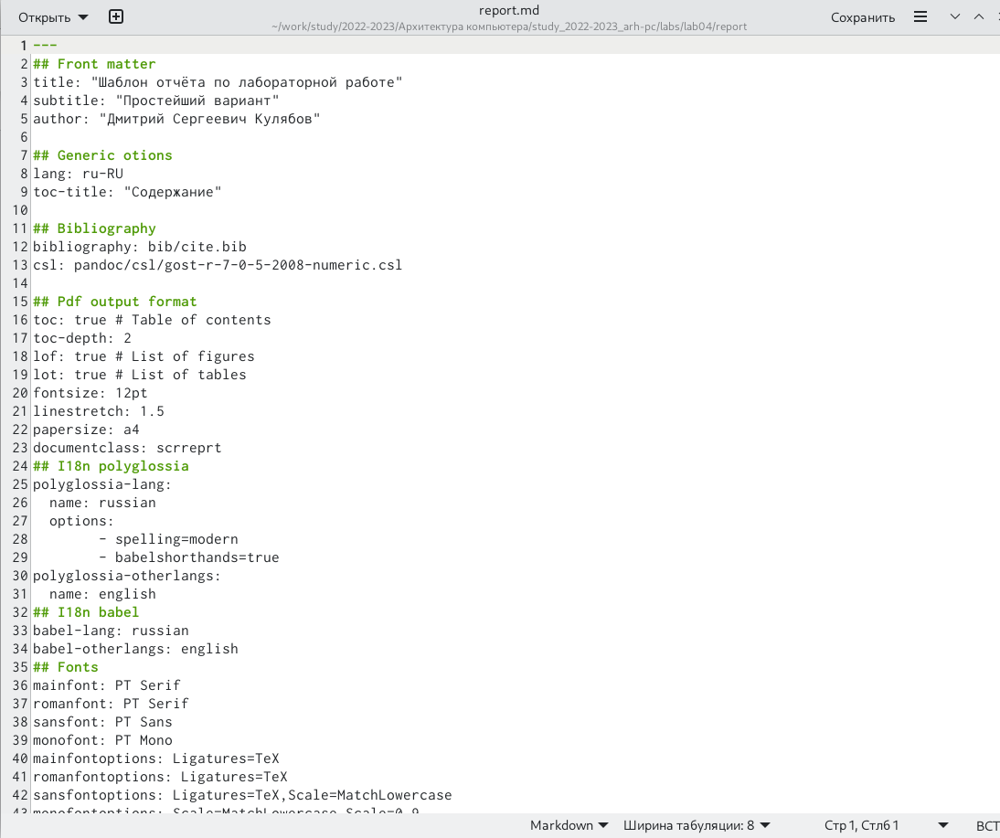 Открыть
report.md
~/work/study/2022-2023/Архитектура компьютера/study_2022-2023_arh-pc/labs/lab04/report
Сохранить
1 ---
2 ## Front matter
3 title: "Шаблон отчёта по лабораторной работе"
4 subtitle: "Простейший вариант"
5 author: "Дмитрий Сергеевич Кулябов"
6
7 ## Generic otions
8 lang: ru-RU
9 toc-title: "Содержание"
10
11 ## Bibliography
12 bibliography: bib/cite.bib
13 csl: pandoc/csl/gost-r-7-0-5-2008-numeric.csl
14
15 ## Pdf output format
16 toc: true # Table of contents
17 toc-depth: 2
18 lof: true # List of figures
19 lot: true # List of tables
20 fontsize: 12pt
21 linestretch: 1.5
22 papersize: a4
23 documentclass: scrreprt
24 ## I18n polyglossia
25 polyglossia-lang:
26   name: russian
27   options:
28         - spelling=modern
29         - babelshorthands=true
30 polyglossia-otherlangs:
31   name: english
32 ## I18n babel
33 babel-lang: russian
34 babel-otherlangs: english
35 ## Fonts
36 mainfont: PT Serif
37 romanfont: PT Serif
38 sansfont: PT Sans
39 monofont: PT Mono
40 mainfontoptions: Ligatures=TeX
41 romanfontoptions: Ligatures=TeX
42 sansfontoptions: Ligatures=TeX,Scale=MatchLowercase
43 monofontoptions: Scale=MatchLowercase,Scale=0.9
Markdown
Ширина табуляции: 8
Стр 1, Стлб 1
ВСТ